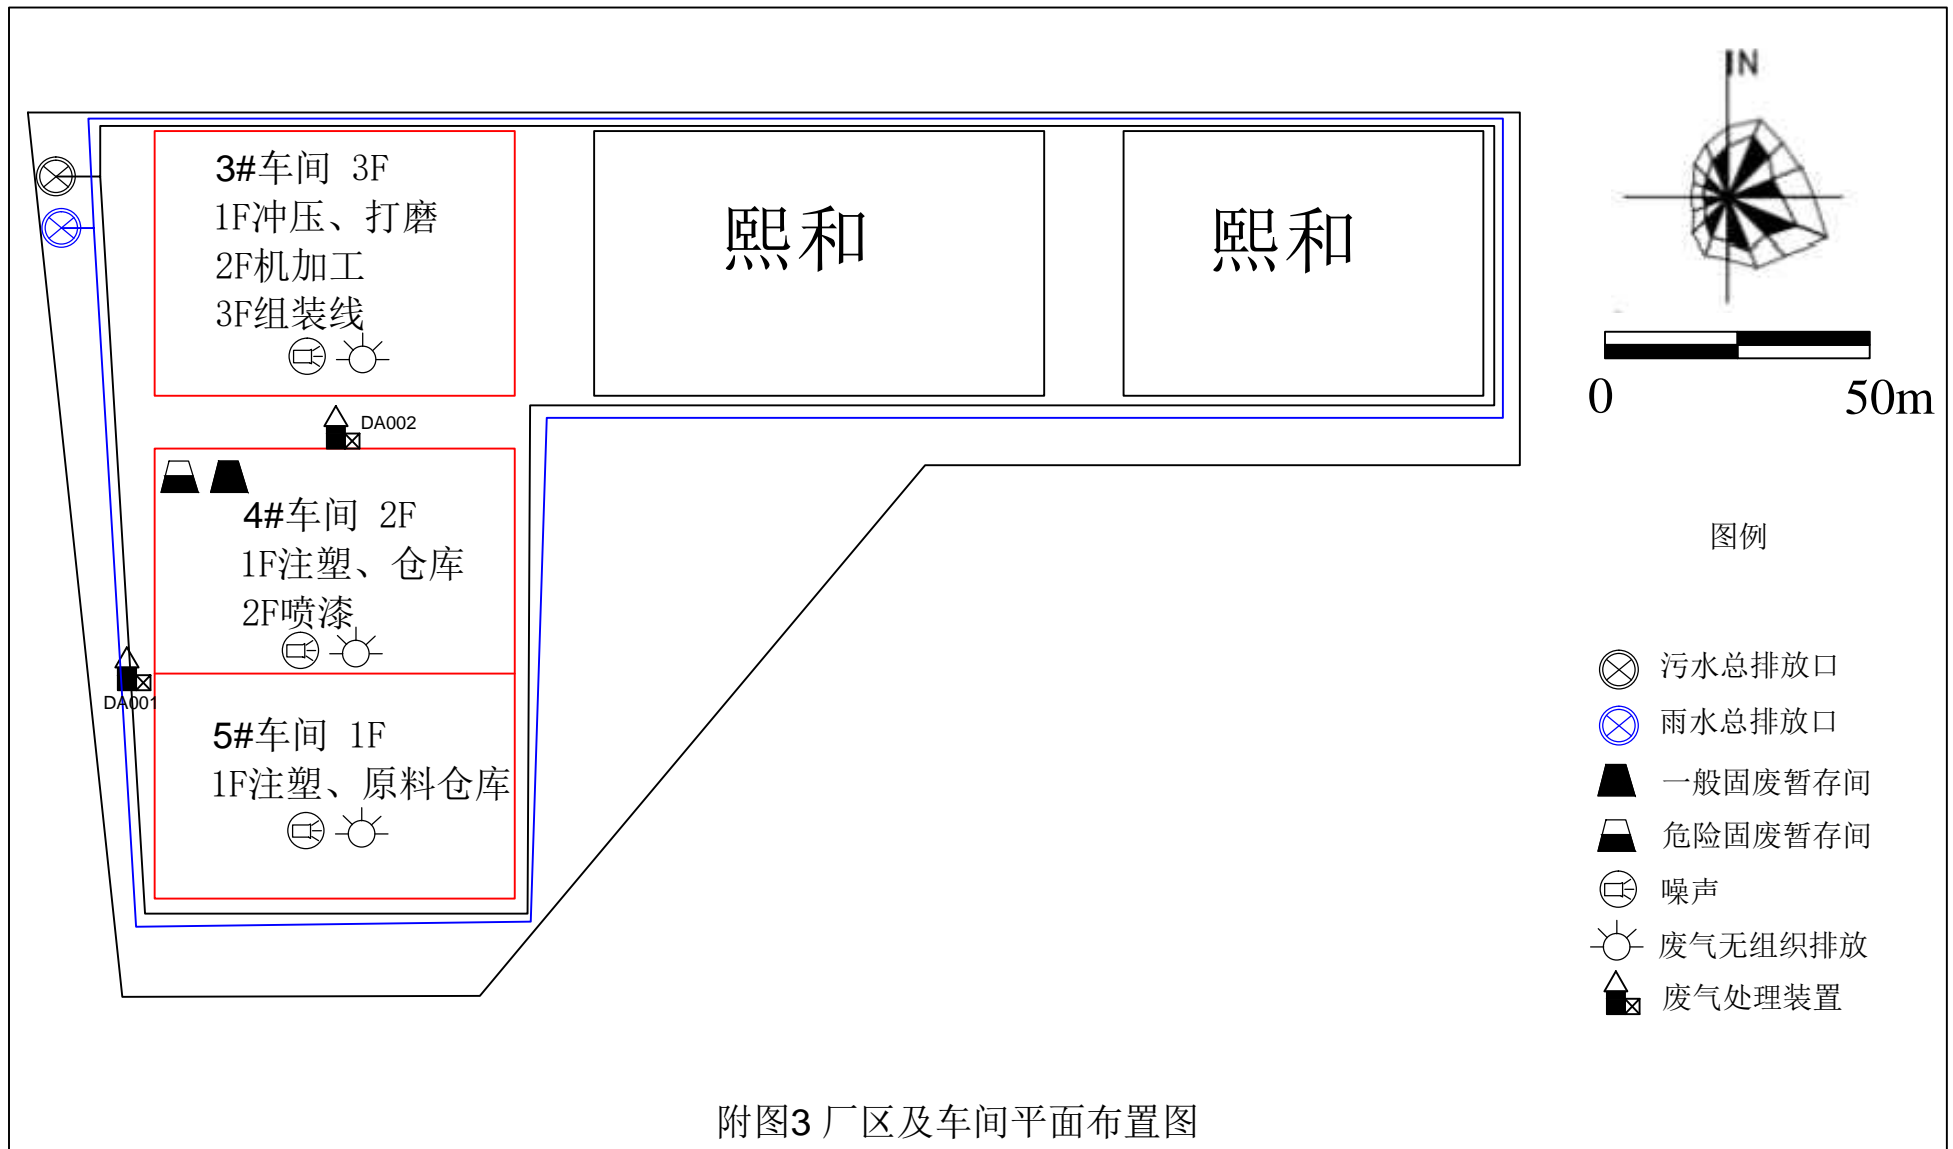 3#车间 3F
1F冲压、打磨
2F机加工
3F组装线
熙和
熙和
IN
0
50m
DA002
4#车间 2F
1F注塑、仓库
2F喷漆
DA001
5#车间 1F
1F注塑、原料仓库
图例
污水总排放口
雨水总排放口
一般固废暂存间
危险固废暂存间
噪声
废气无组织排放
废气处理装置
附图3 厂区及车间平面布置图